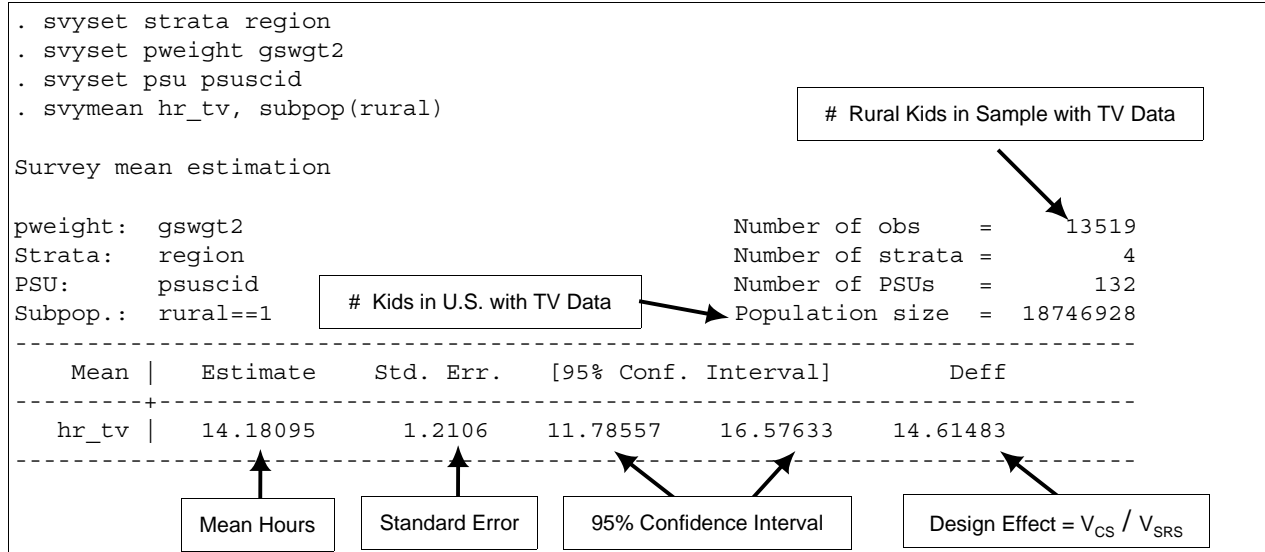 . svyset strata region
. svyset pweight gswgt2
. svyset psu psuscid
. svymean hr_tv, subpop(rural)
# Rural Kids in Sample with TV Data
Survey mean estimation
pweight: gswgt2 Number of obs = 13519
Strata: region Number of strata = 4
PSU: psuscid Number of PSUs = 132
# Kids in U.S. with TV Data
Subpop.: rural==1 Population size = 18746928
------------------------------------------------------------------------------
Mean | Estimate Std. Err. [95% Conf. Interval] Deff
---------+--------------------------------------------------------------------
hr_tv | 14.18095 1.2106 11.78557 16.57633 14.61483
------------------------------------------------------------------------------
Mean Hours
Standard Error
95% Confidence Interval
Design Effect = VCS / VSRS